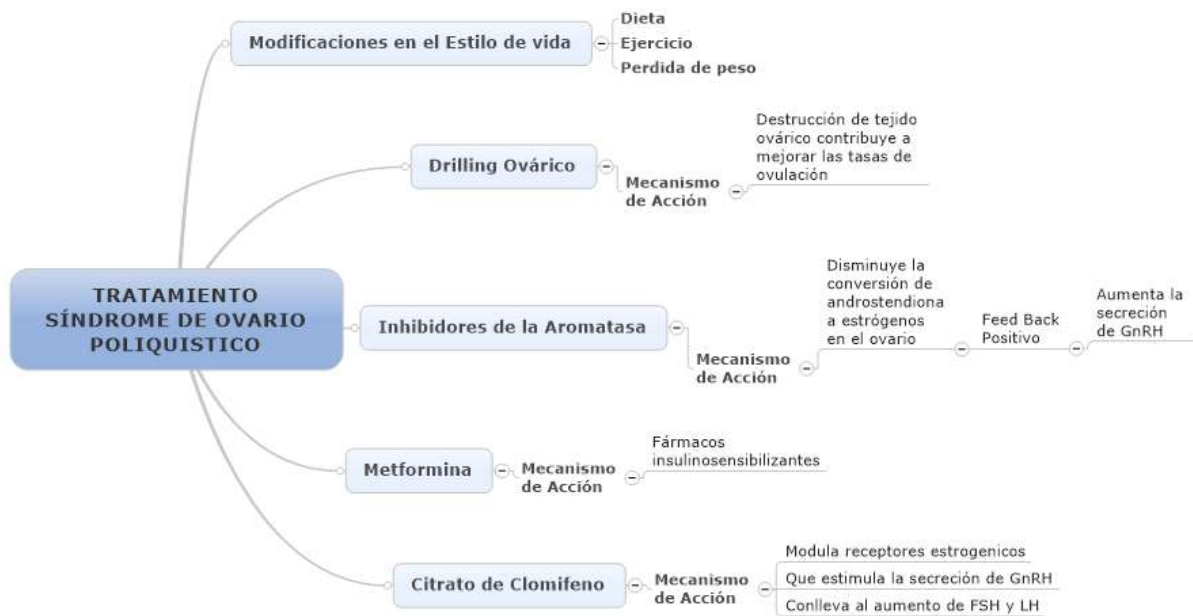 TRATAMIENTO
SÍNDROME DE OVARIO
POLIQUISTICO
Modificaciones en el Estilo de vida
Dieta
Ejercicio
Perdida de peso
Drilling Ovárico
Mecanismo
de Acción
Destrucción de tejido
ovárico contribuye a
mejorar las tasas de
ovulación
Inhibidores de la Aromatasa
Mecanismo
de Acción
Disminuye la
conversión de
androstendiona
a estrógenos
en el ovario
Feed Back
Positivo
Aumenta la
secreción
de GnRH
Metformina
Mecanismo
de Acción
Fármacos
insulinosensibilizantes
Citrato de Clomifeno
Mecanismo
de Acción
Modula receptores estrogenicos
Que estimula la secreción de GnRH
Conlleva al aumento de FSH y LH